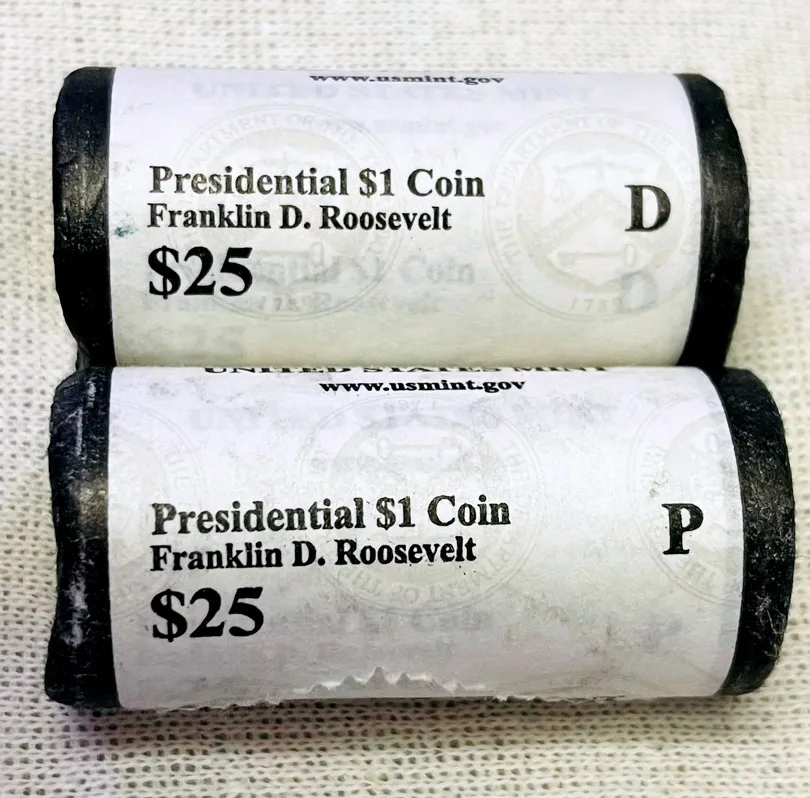 www.usmint.gov
Presidential $1 Coin
Franklin D. Roosevelt
$25
D
UNITED STATES MINT
www.usmint.gov
Presidential $1 Coin
Franklin D. Roosevelt
$25
P